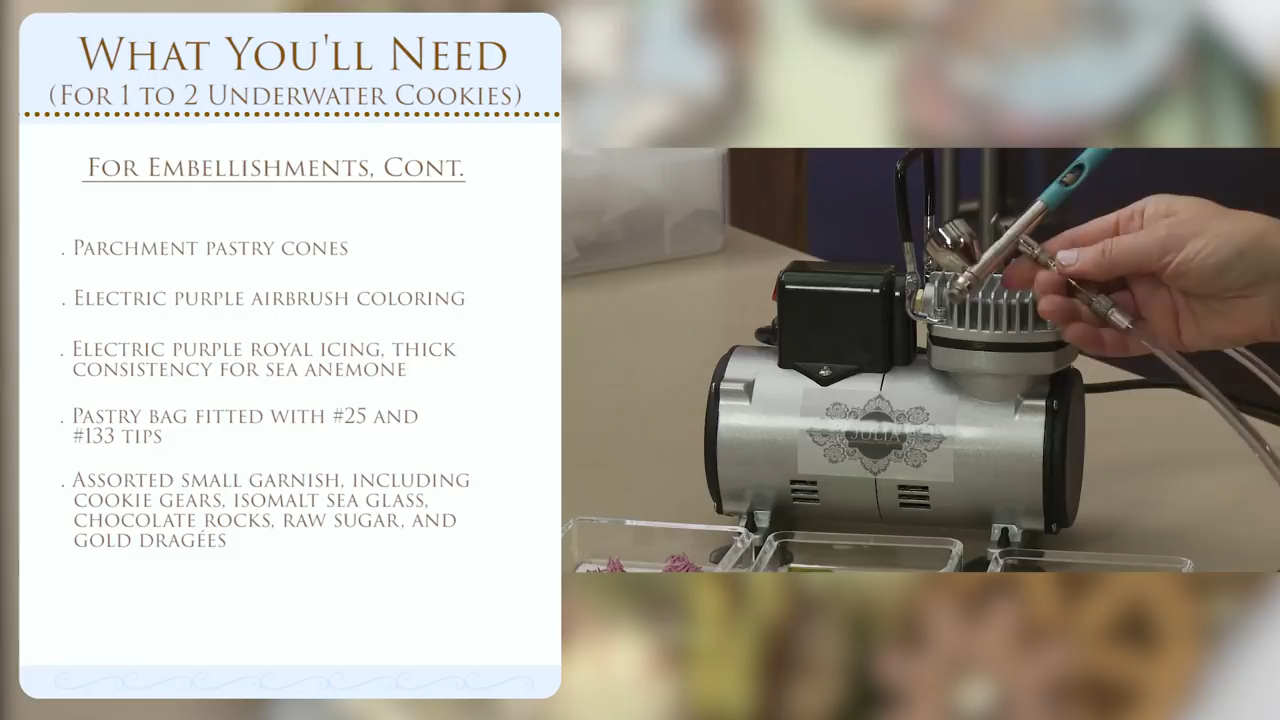 WHAT YOU'LL NEED
(FOR 1 TO 2 UNDERWATER COOKIES)
FOR EMBELLISHMENTS, CONT.
. PARCHMENT PASTRY CONES
. ELECTRIC PURPLE AIRBRUSH COLORING
. ELECTRIC PURPLE ROYAL ICING, THICK
CONSISTENCY FOR SEA ANEMONE
. PASTRY BAG FITTED WITH #25 AND
#133 TIPS
. ASSORTED SMALL GARNISH, INCLUDING
COOKIE GEARS, ISOMALT SEA GLASS,
CHOCOLATE ROCKS, RAW SUGAR, AND
GOLD DRAGÉES